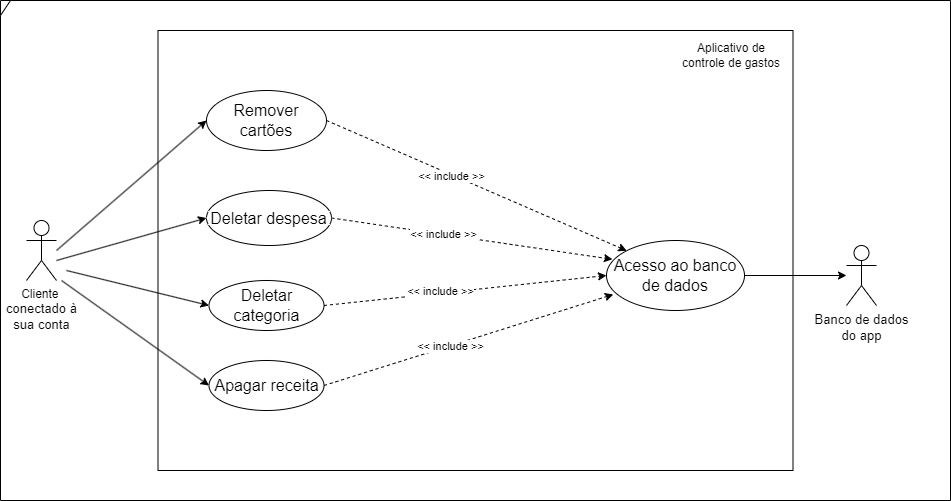 Aplicativo de
controle de gastos
Remover
cartões
<< include >>
Deletar despesa
<< include >>
Acesso ao banco
de dados
Deletar
categoria
<< include >>
Apagar receita
<< include >>
Cliente
conectado à
sua conta
Banco de dados
do app